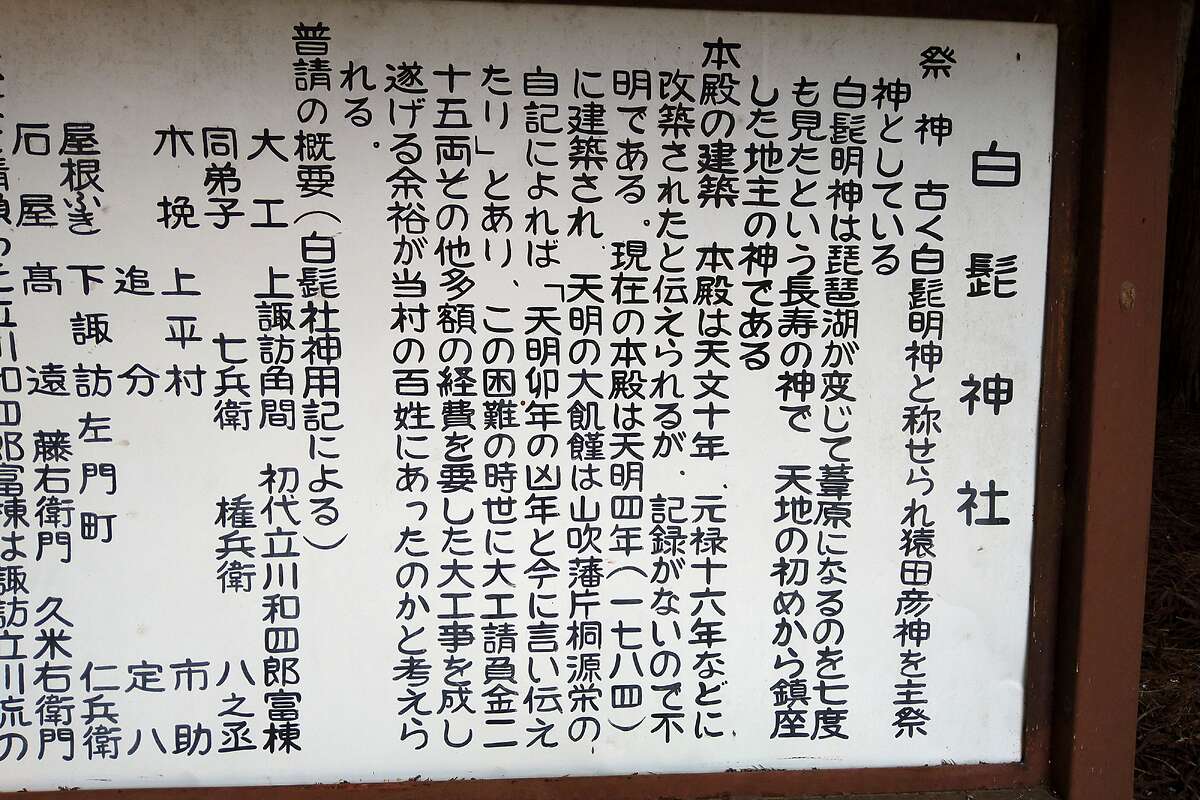 白髭神社
祭神　古く白髭明神と称せられ猿田彦神を主祭
神としている
白髭明神は琵琶湖が変じて葦原になるのを七度
も見たという長寿の神で　天地の初めから鎮座
した地主の神である
本殿の建築　本殿は天文十年、元禄十六年などに
改築されたと伝えられるが、記録がないので不
明である。現在の本殿は天明四年（一七八四）
に建築され、天明の大飢饉は山吹藩片桐源栄の
自記によれば「天明卯年の凶年と今に言い伝え
たり」とあり、この困難の時世に大工請負金二
十五両その他多額の経費を要した大工事を成し
遂げる余裕が当村の百姓にあったのかと考えら
れる。
普請の概要（白髭社神用記による）
大工　上諏訪角間　初代立川和四郎富棟
同弟子　七兵衛　権兵衛　八之丞
木挽　上平村　市助
追分　定八
屋根ふき　下諏訪左門町　仁兵衛
石屋　高遠　藤右衛門　久米右衛門
立川和四郎富棟は諏訪立川流の